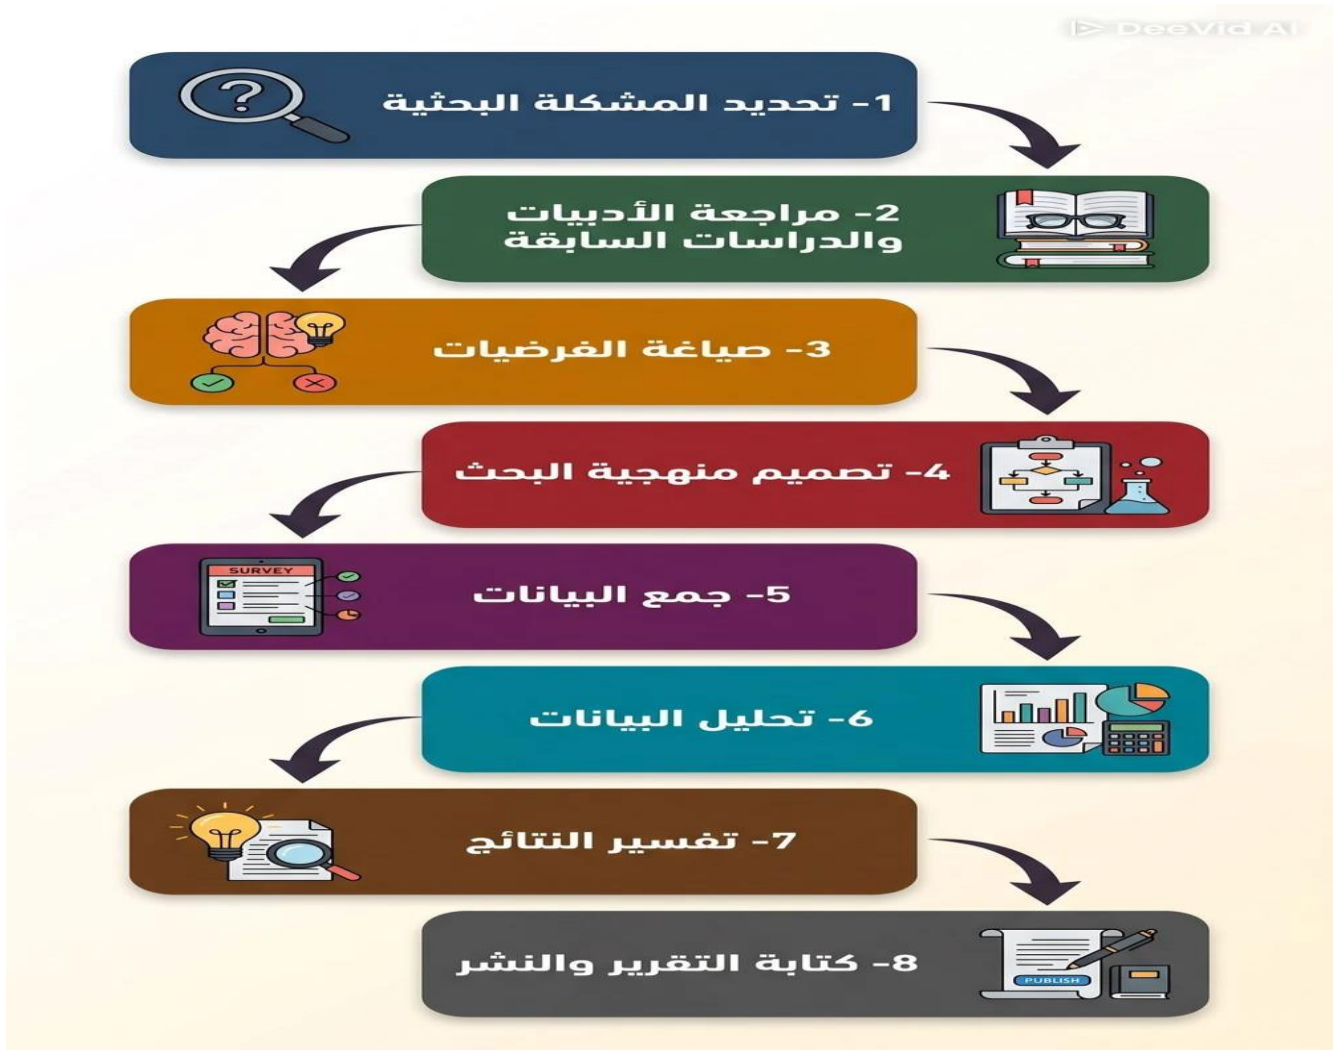 DeeVid AI
1- تحديد المشكلة البحثية
2- مراجعة الأدبيات
والدراسات السابقة
3- صياغة الفرضيات
4- تصميم منهجية البحث
SURVEY
5- جمع البيانات
6- تحليل البيانات
7- تفسير النتائج
8- كتابة التقرير والنشر
PUBLISH